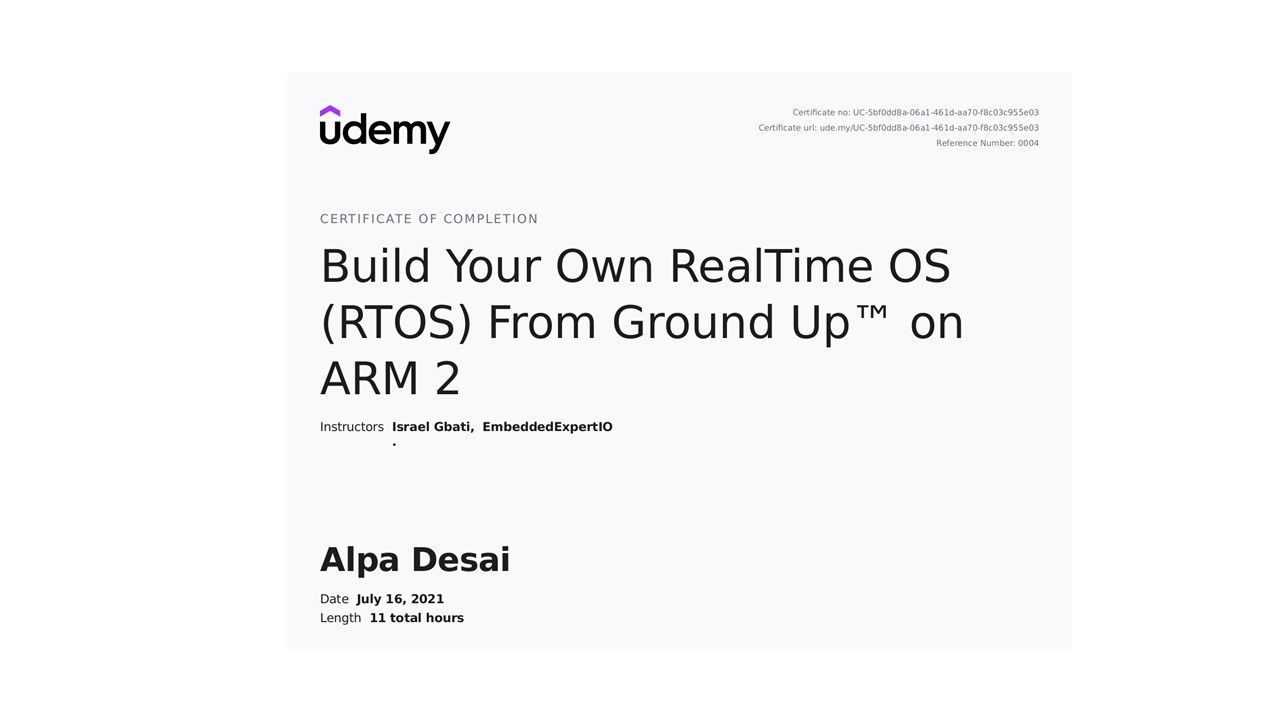 udemy
Certificate no: UC-5bf0dd8a-06a1-461d-aa70-f8c03c955e03
Certificate url: ude.my/UC-5bf0dd8a-06a1-461d-aa70-f8c03c955e03
Reference Number: 0004
CERTIFICATE OF COMPLETION
Build Your Own RealTime OS
(RTOS) From Ground Up™ on
ARM 2
Instructors Israel Gbati, EmbeddedExpertIO
.
Alpa Desai
Date July 16, 2021
Length 11 total hours